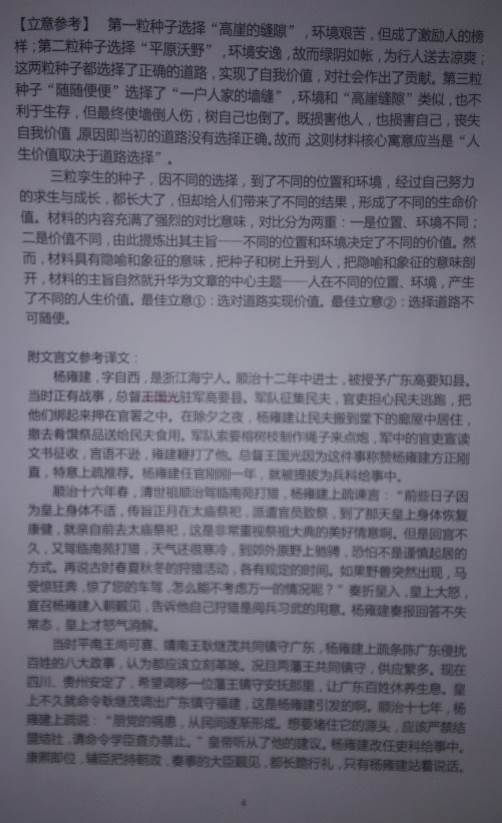 【立意参考】 第一粒种子选择“高崖的缝隙”，环境艰苦，但成了激励人的榜
样；第二粒种子选择“平原沃野”，环境安逸，故而绿阴如帐，为行人送去凉爽；
这两粒种子都选择了正确的道路，实现了自我价值，对社会作出了贡献。第三粒
种子“随随便便”选择了“一户人家的墙缝”，环境和“高崖缝隙”类似，也不
利于生存，但最终使墙倒人伤，树自己也倒了。既损害他人，也损害自己，丧失
自我价值，原因即当初的道路没有选择正确。故而，这则材料核心寓意应当是“人
生价值取决于道路选择”。
三粒孪生的种子，因不同的选择，到了不同的位置和环境，经过自己努力
的求生与成长，都长大了，但却给人们带来了不同的结果，形成了不同的生命价
值。材料的内容充满了强烈的对比意味，对比分为两重：一是位置、环境不同；
二是价值不同，由此提炼出其主旨——不同的位置和环境决定了不同的价值。然
而，材料具有隐喻和象征的意味，把种子和树上升到人，把隐喻和象征的意味剖
开，材料的主旨自然就升华为文章的中心主题——人在不同的位置、环境，产生
了不同的人生价值。最佳立意①：选对道路实现价值。最佳立意②：选择道路不
可随便。
附文言文参考译文：
杨雍建，字自西，是浙江海宁人。顺治十二年中进士，被授予广东高要知县。
当时正有战事，总督王国光驻军高要县。军队征集民夫，官吏担心民夫逃跑，把
他们绑起来押在官署之中。在除夕之夜，杨雍建让民夫搬到堂下的廊屋中居住，
撤去肴馔祭品送给民夫食用。军队索要榕树枝制作绳子来点炮，军中的官吏宣读
文书征收，言语不逊，雍建鞭打了他。总督王国光因为这件事称赞杨雍建方正刚
直，特意上疏推荐。杨雍建任官刚刚一年，就被提拔为兵科给事中。
顺治十六年春，清世祖顺治驾临南苑打猎，杨雍建上疏谏言：“前些日子因
为皇上身体不适，传旨正月在太庙祭祀，派遣官员致祭，到了那天皇上身体恢复
康健，就亲自前去太庙祭祀，这是非常重视祭祖大典的美好情意啊。但是回宫不
久，又驾临南苑打猎，天气还很寒冷，到郊外原野上驰骋，恐怕不是谨慎起居的
方式。再说古时春夏秋冬的狩猎活动，各有规定的时间。如果野兽突然出现，马
受惊狂奔，惊了您的车驾，怎么能不考虑万一的情况呢？”奏折呈入，皇上大怒，
宣召杨雍建入朝觐见，告诉他自己狩猎是阅兵习武的用意。杨雍建奏报回答不失
常态，皇上才怒气消解。
当时平南王尚可喜、靖南王耿继茂共同镇守广东，杨雍建上疏条陈广东侵扰
百姓的八大政事，认为都应该立刻革除。况且两藩王共同镇守，供应繁多。现在
四川、贵州安定了，希望调移一位藩王镇守安抚那里，让广东百姓休养生息。皇
上不久就命令耿继茂调出广东镇守福建，这是杨雍建引发的啊。顺治十七年，杨
雍建上疏说：“朋党的祸患，从民间逐渐形成。想要堵住它的源头，应该严禁结
盟结社，请命令学臣查办禁止。”皇帝听从了他的建议。杨雍建改任吏科给事中。
康熙即位，辅臣把持朝政，奏事的大臣觐见，都长跪行礼，只有杨雍建站着说话。
4